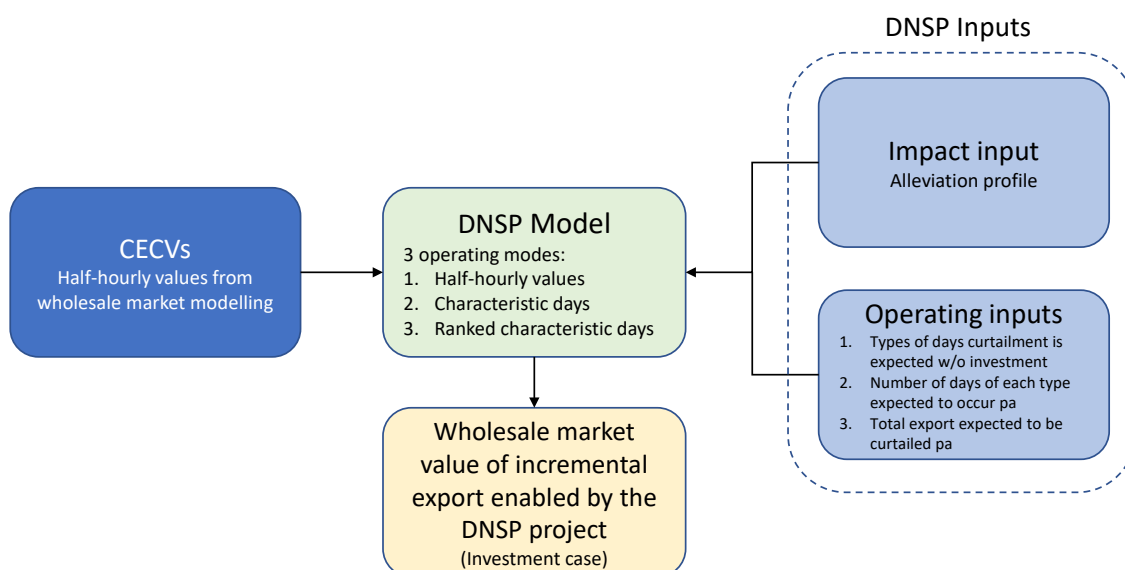 DNSP Inputs
Impact input
Alleviation profile
CECVs
Half-hourly values from
wholesale market modelling
DNSP Model
3 operating modes:
1. Half-hourly values
2. Characteristic days
3. Ranked characteristic days
Operating inputs
1. Types of days curtailment is
expected w/o investment
2. Number of days of each type
expected to occur pa
3. Total export expected to be
curtailed pa
Wholesale market
value of incremental
export enabled by the
DNSP project
(Investment case)